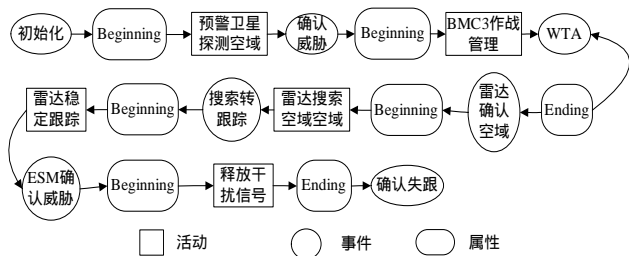 初始化
Beginning
预警卫星
探测空域
确认
威胁
Beginning
BMC3作战
管理
WTA
雷达稳
定跟踪
Beginning
搜索转
跟踪
雷达搜索
空域空域
Beginning
雷达
确认
空域
Ending
ESM确
认威胁
Beginning
释放干
扰信号
Ending
确认失跟
活动
事件
属性